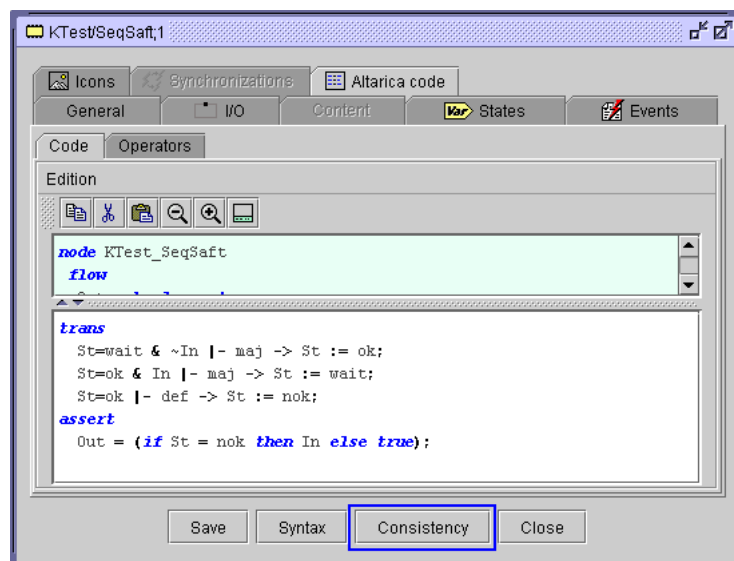 KTest/SeqSaft;1
Icons Synchronizations Altarica code
General I/O Content Var States Events
Code Operators
Edition
node KTest_SeqSaft
flow
trans
St=wait & ~In |- maj -> St := ok;
St=ok & In |- maj -> St := wait;
St=ok |- def -> St := nok;
assert
Out = (if St = nok then In else true);
Save Syntax Consistency Close